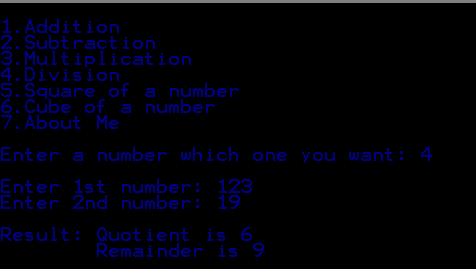 1.Addition
2.Subtraction
3.Multiplication
4.Division
5.Square of a number
6.Cube of a number
7.About Me
Enter a number which one you want: 4
Enter 1st number: 123
Enter 2nd number: 19
Result: Quotient is 6
Remainder is 9